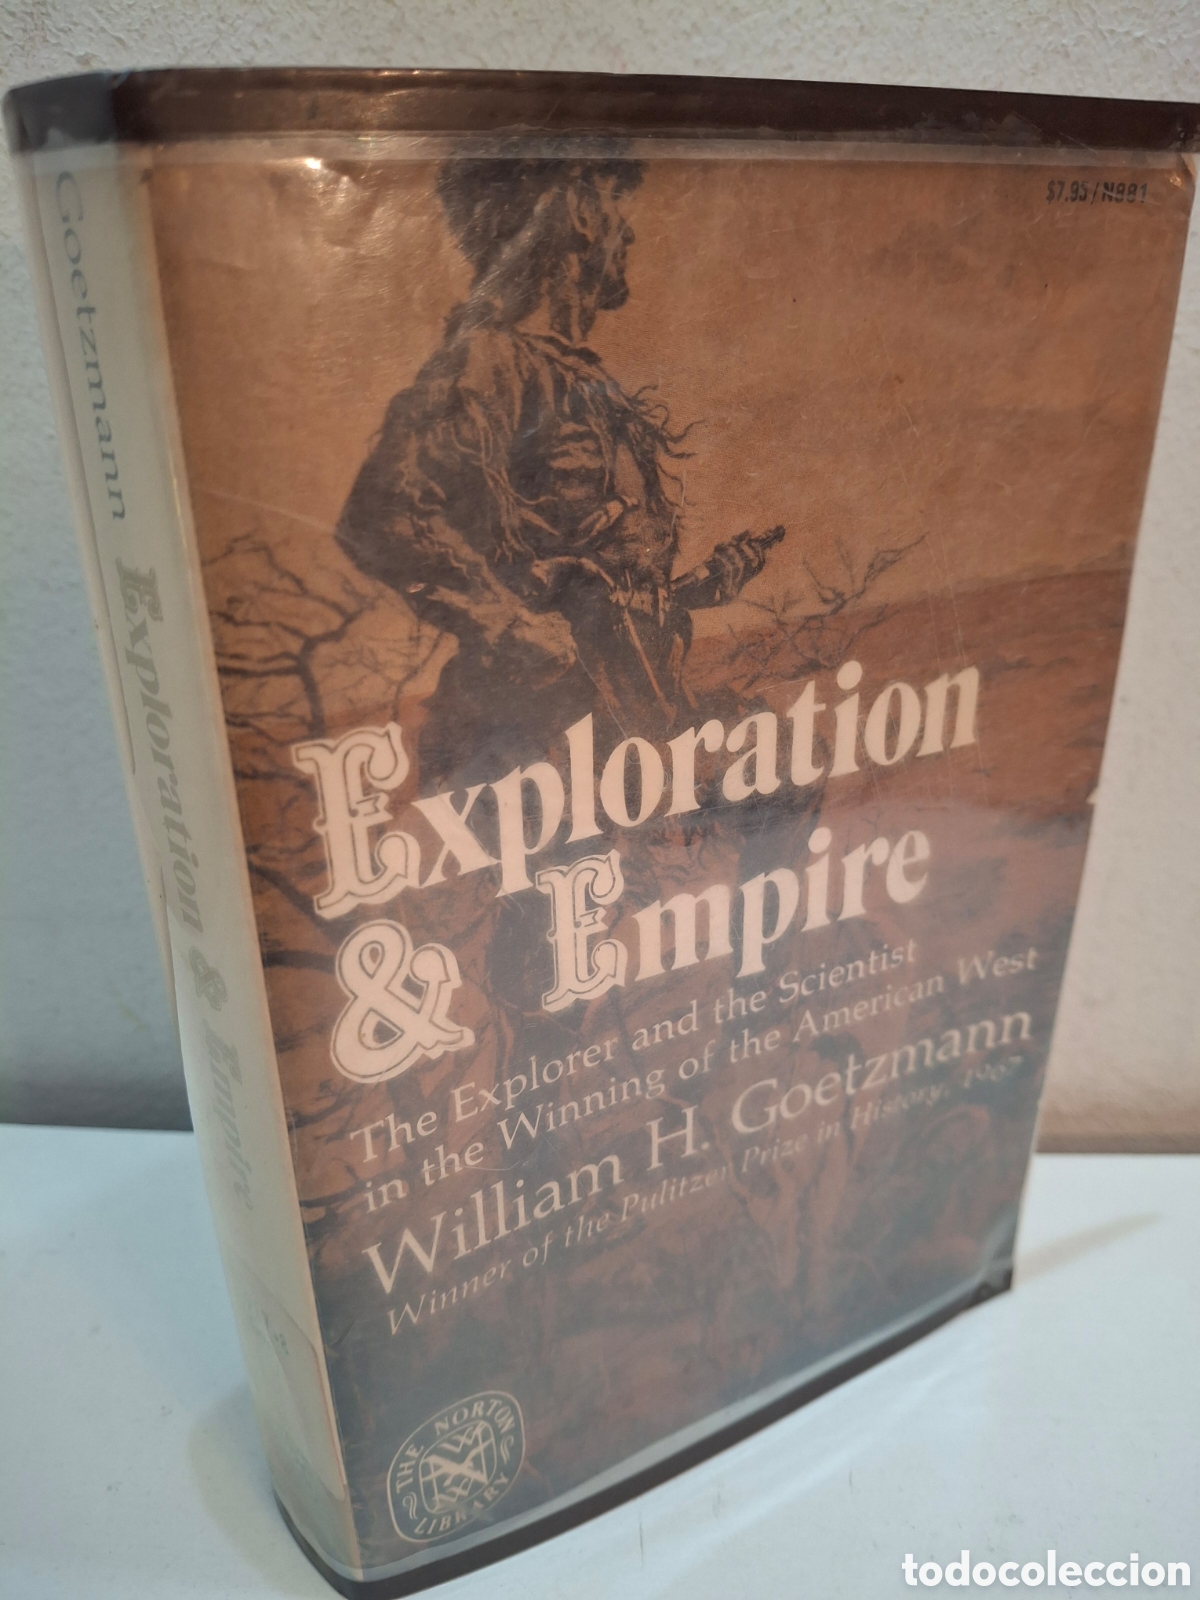 $7.95/N881
Goetzmann Exploration & Empire
Exploration
& Empire
The Explorer and the Scientist
in the Winning of the American West
William H. Goetzmann
Winner of the Pulitzer Prize in History, 1967
THE NORTON
LIBRARY
todocoleccion